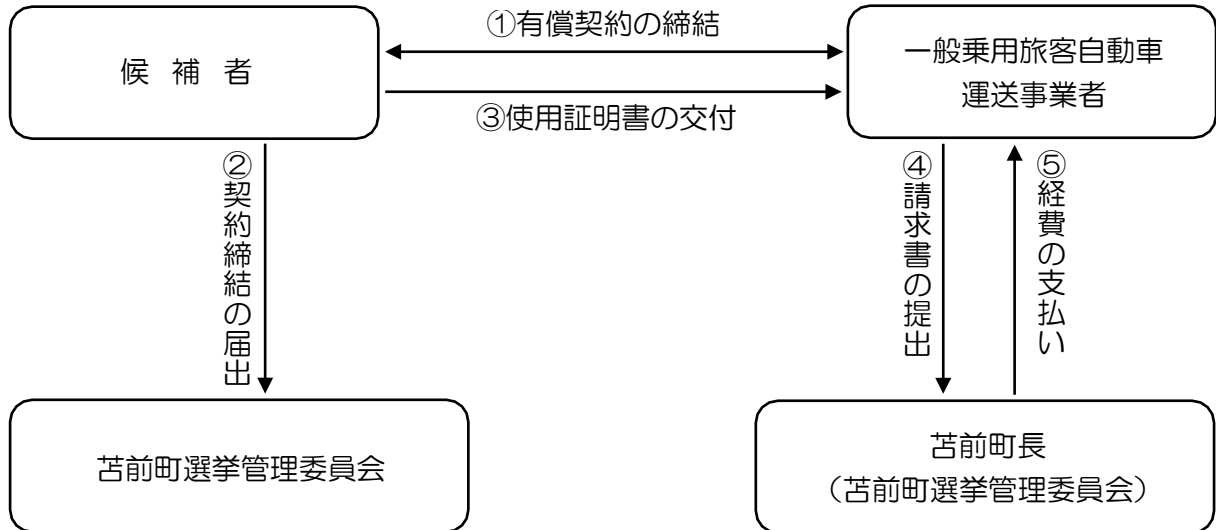 ①有償契約の締結
候 補 者
一般乗用旅客自動車
運送事業者
③使用証明書の交付
②契約締結の届出
④請求書の提出
⑤経費の支払い
苫前町選挙管理委員会
苫前町長
（苫前町選挙管理委員会）